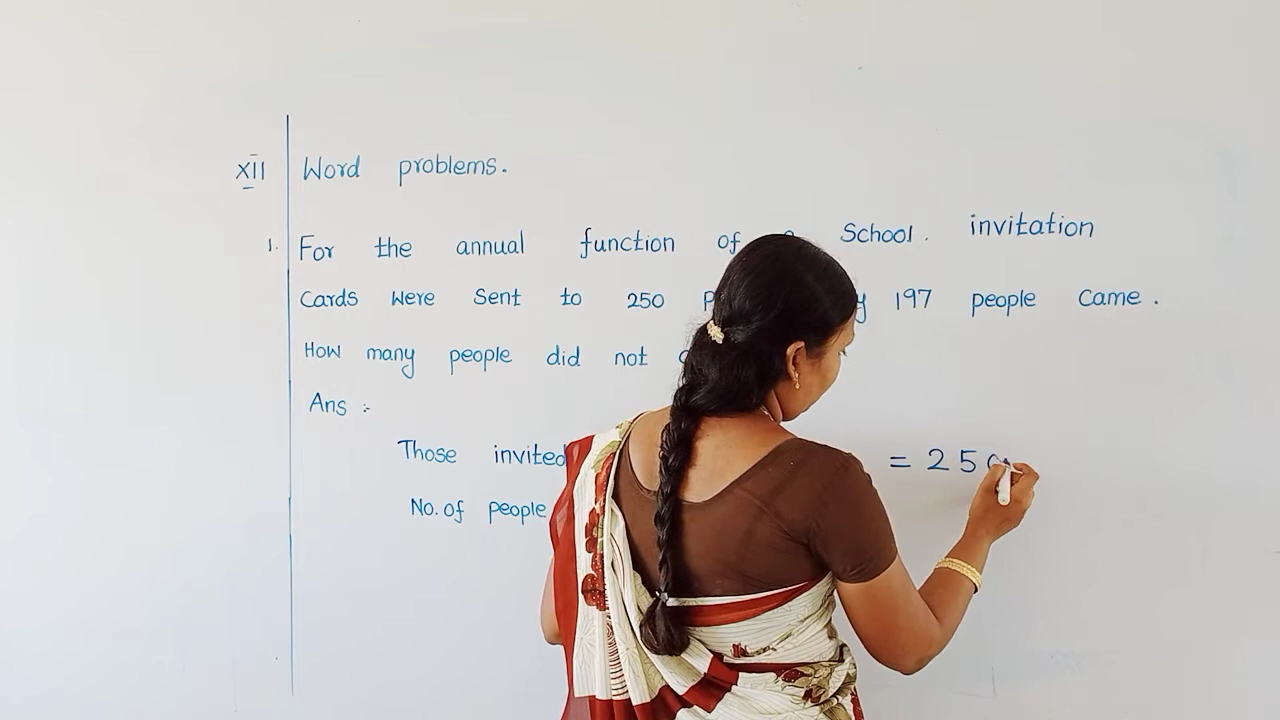 XII Word problems.
1. For the annual function of School. invitation
Cards were sent to 250 197 people came.
How many people did not
Ans :-
Those invited = 250
No. of people